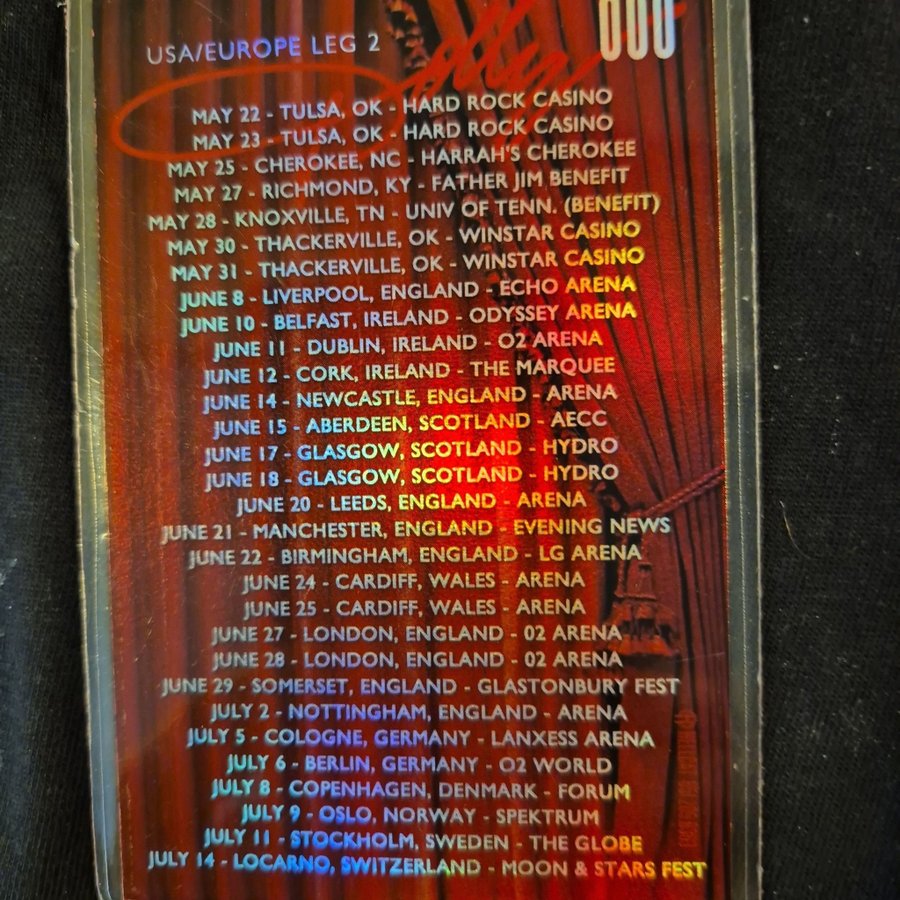 USA/EUROPE LEG 2
MAY 22 - TULSA, OK - HARD ROCK CASINO
MAY 23 - TULSA, OK - HARD ROCK CASINO
MAY 25 - CHEROKEE, NC - HARRAH'S CHEROKEE
MAY 27 - RICHMOND, KY - FATHER JIM BENEFIT
MAY 28 - KNOXVILLE, TN - UNIV OF TENN. (BENEFIT)
MAY 30 - THACKERVILLE, OK - WINSTAR CASINO
MAY 31 - THACKERVILLE, OK - WINSTAR CASINO
JUNE 8 - LIVERPOOL, ENGLAND - ECHO ARENA
JUNE 10 - BELFAST, IRELAND - ODYSSEY ARENA
JUNE 11 - DUBLIN, IRELAND - O2 ARENA
JUNE 12 - CORK, IRELAND - THE MARQUEE
JUNE 14 - NEWCASTLE, ENGLAND - ARENA
JUNE 15 - ABERDEEN, SCOTLAND - AECC
JUNE 17 - GLASGOW, SCOTLAND - HYDRO
JUNE 18 - GLASGOW, SCOTLAND - HYDRO
JUNE 20 - LEEDS, ENGLAND - ARENA
JUNE 21 - MANCHESTER, ENGLAND - EVENING NEWS
JUNE 22 - BIRMINGHAM, ENGLAND - LG ARENA
JUNE 24 - CARDIFF, WALES - ARENA
JUNE 25 - CARDIFF, WALES - ARENA
JUNE 27 - LONDON, ENGLAND - 02 ARENA
JUNE 28 - LONDON, ENGLAND - 02 ARENA
JUNE 29 - SOMERSET, ENGLAND - GLASTONBURY FEST
JULY 2 - NOTTINGHAM, ENGLAND - ARENA
JULY 5 - COLOGNE, GERMANY - LANXESS ARENA
JULY 6 - BERLIN, GERMANY - O2 WORLD
JULY 8 - COPENHAGEN, DENMARK - FORUM
JULY 9 - OSLO, NORWAY - SPEKTRUM
JULY 11 - STOCKHOLM, SWEDEN - THE GLOBE
JULY 14 - LOCARNO, SWITZERLAND - MOON & STARS FEST